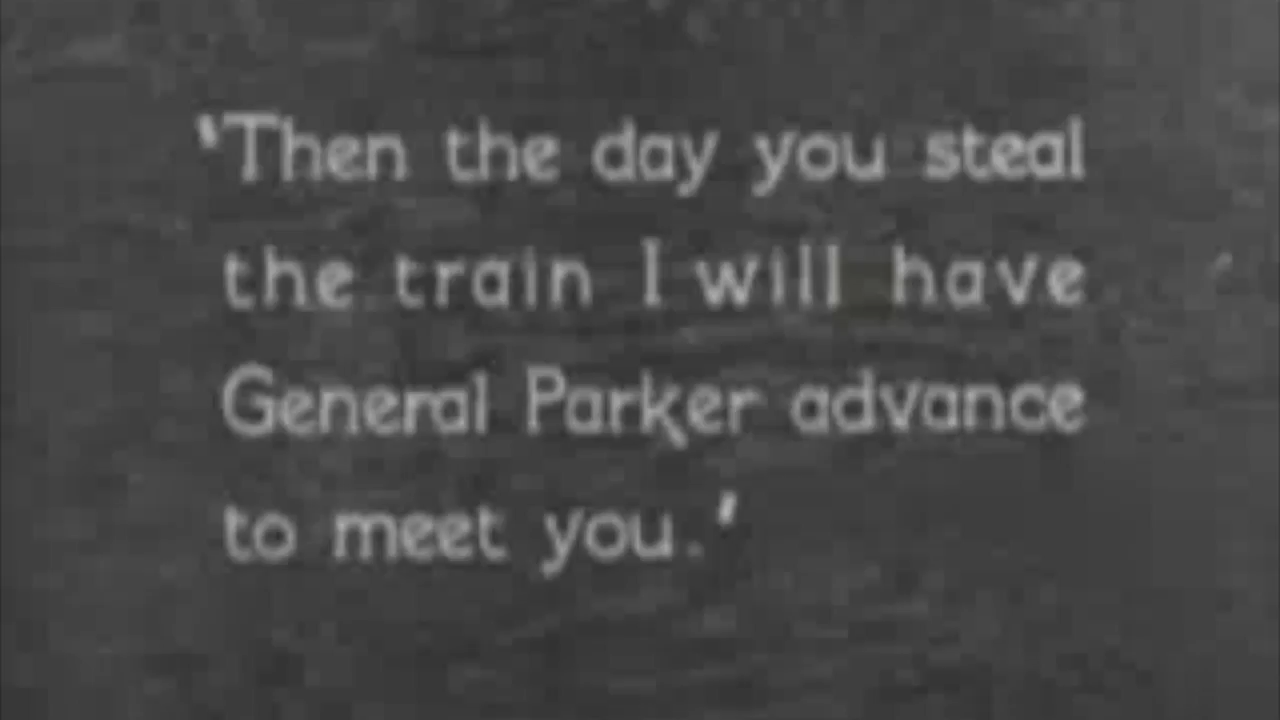 'Then the day you steal
the train I will have
General Parker advance
to meet you.'